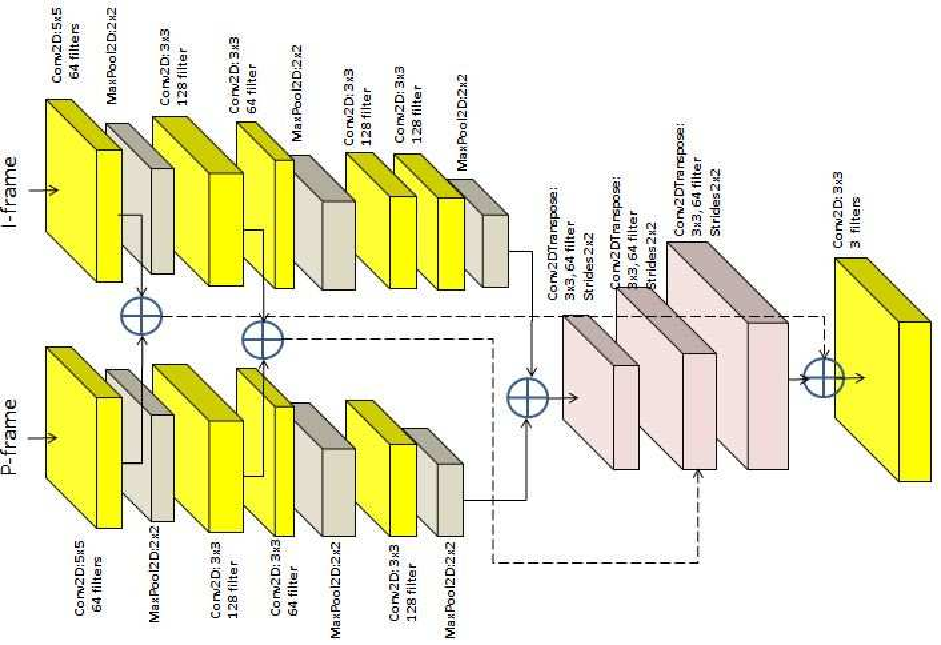 I-frame
Conv2D:5x5
64 filters
MaxPool2D:2x2
Conv2D:3x3
128 filter
Conv2D:3x3
64 filter
MaxPool2D:2x2
Conv2D:3x3
128 filter
Conv2D:3x3
128 filter
MaxPool2D:2x2
Conv2DTranspose:
3x3, 64 filter
Strides2x2
Conv2DTranspose:
3x3, 64 filter
Strides2x2
Conv2DTranspose:
3x3, 64 filter
Strides2x2
Conv2D:3x3
3 filters
P-frame
Conv2D:5x5
64 filters
MaxPool2D:2x2
Conv2D:3x3
128 filter
Conv2D:3x3
64 filter
MaxPool2D:2x2
Conv2D:3x3
128 filter
MaxPool2D:2x2